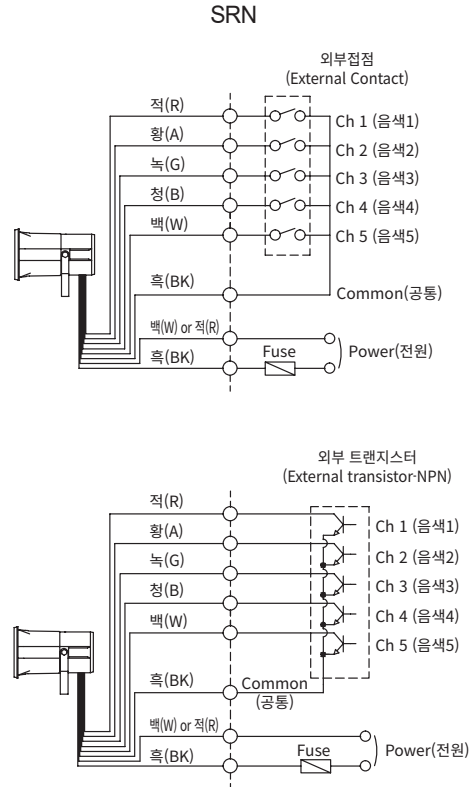 SRN
외부접점
(External Contact)
적(R)
Ch 1 (음색1)
황(A)
Ch 2 (음색2)
녹(G)
Ch 3 (음색3)
청(B)
Ch 4 (음색4)
백(W)
Ch 5 (음색5)
흑(BK)
Common(공통)
백(W) or 적(R)
Fuse
Power(전원)
흑(BK)
외부 트랜지스터
(External transistor-NPN)
적(R)
Ch 1 (음색1)
황(A)
Ch 2 (음색2)
녹(G)
Ch 3 (음색3)
청(B)
Ch 4 (음색4)
백(W)
Ch 5 (음색5)
흑(BK)
Common
(공통)
백(W) or 적(R)
Fuse
Power(전원)
흑(BK)